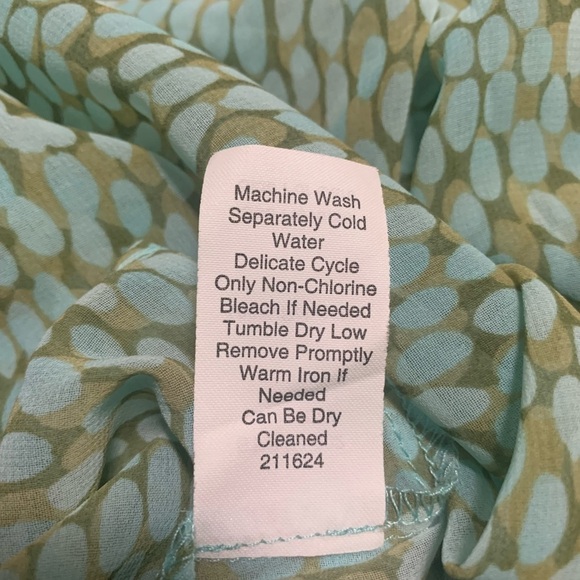 Machine Wash
Separately Cold
Water
Delicate Cycle
Only Non-Chlorine
Bleach If Needed
Tumble Dry Low
Remove Promptly
Warm Iron If
Needed
Can Be Dry
Cleaned
211624